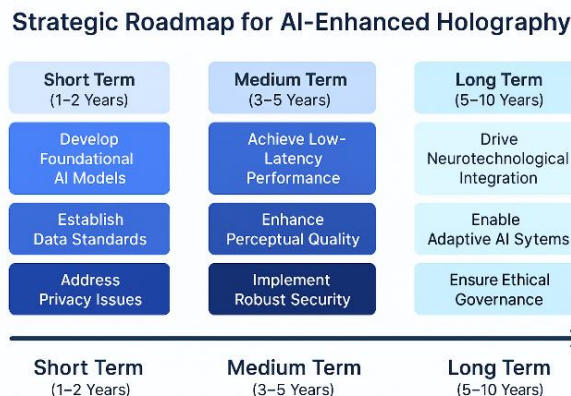 Strategic Roadmap for AI-Enhanced Holography
Short Term
(1–2 Years)
Develop
Foundational
AI Models
Establish
Data Standards
Address
Privacy Issues
Medium Term
(3–5 Years)
Achieve Low-
Latency
Performance
Enhance
Perceptual Quality
Implement
Robust Security
Long Term
(5–10 Years)
Drive
Neurotechnological
Integration
Enable
Adaptive AI Sytems
Ensure Ethical
Governance
Short Term
(1–2 Years)
Medium Term
(3–5 Years)
Long Term
(5–10 Years)